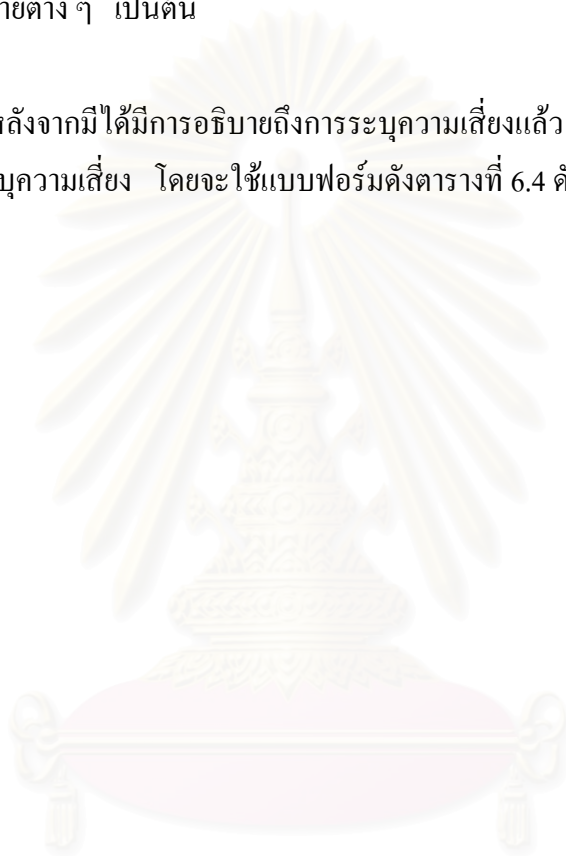 ายต่าง ๆ เป็นต้น
หลังจากมีได้มีการอธิบายถึงการระบุความเสี่ยงแล้ว
บุความเสี่ยง โดยจะใช้แบบฟอร์มดังตารางที่ 6.4 ดั